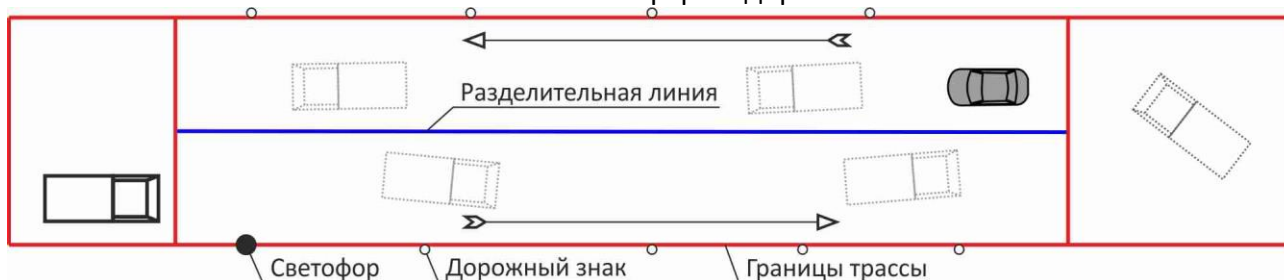 Разделительная линия
Светофор
Дорожный знак
Границы трассы